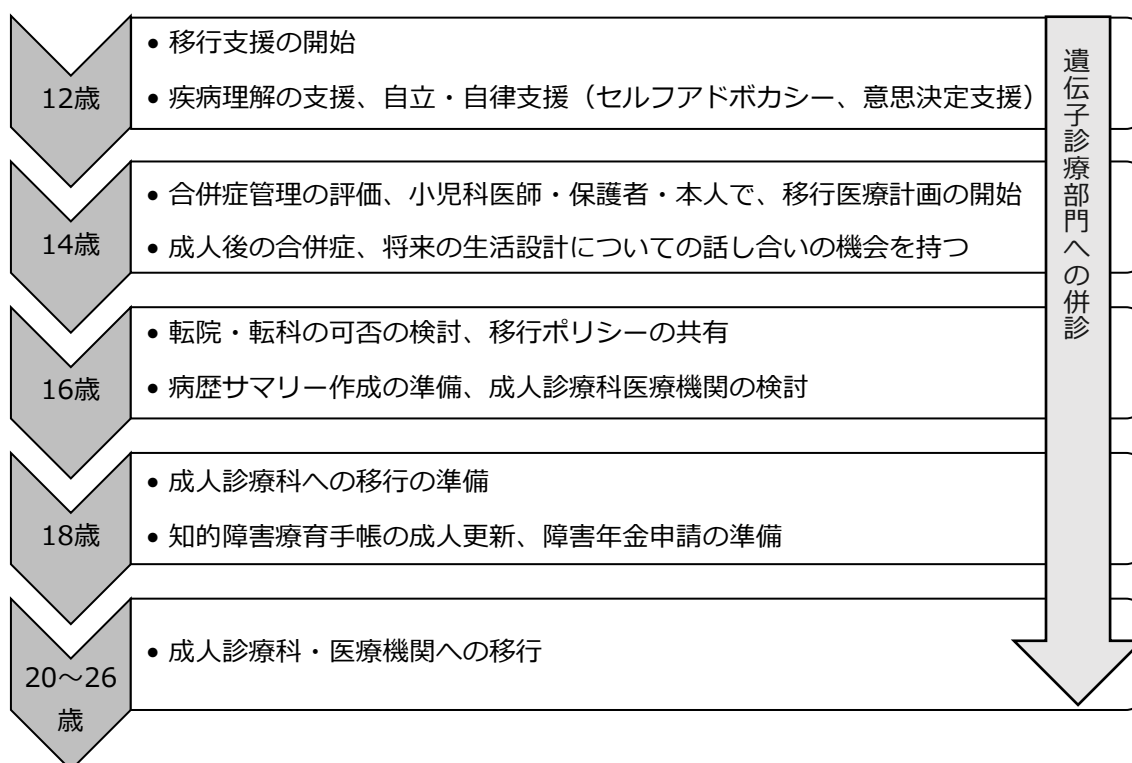 12歳
• 移行支援の開始
• 疾病理解の支援、自立・自律支援（セルフアドボカシー、意思決定支援）
14歳
• 合併症管理の評価、小児科医師・保護者・本人で、移行医療計画の開始
• 成人後の合併症、将来の生活設計についての話し合いの機会を持つ
16歳
• 転院・転科の可否の検討、移行ポリシーの共有
• 病歴サマリー作成の準備、成人診療科医療機関の検討
18歳
• 成人診療科への移行の準備
• 知的障害療育手帳の成人更新、障害年金申請の準備
20～26
歳
• 成人診療科・医療機関への移行
遺伝子診療部門への併診